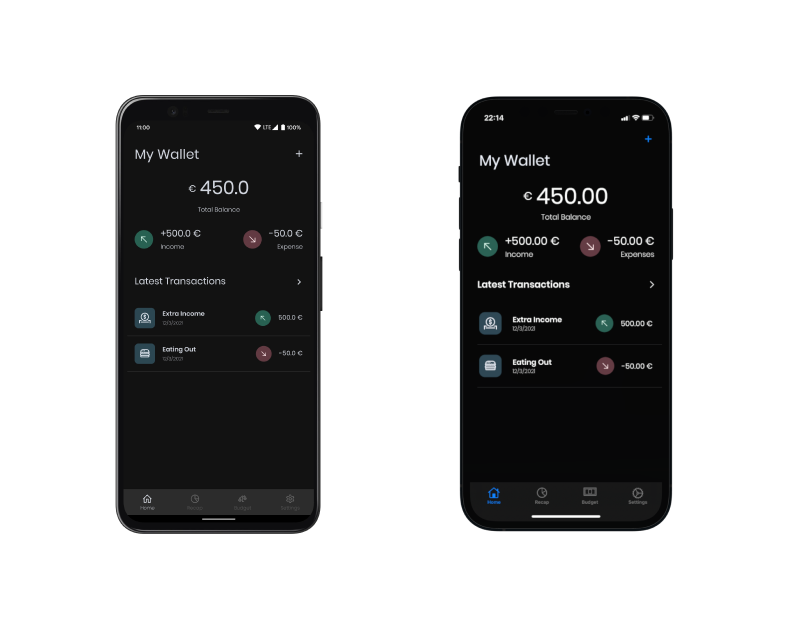 11:00
LTE
100%
My Wallet
+
€ 450.0
Total Balance
+500.0 € -50.0 €
Income Expense
Latest Transactions
Extra Income
12/3/2021
500.0 €
Eating Out
12/3/2021
-50.0 €
Home Recap Budget Settings
22:14
+
My Wallet
€ 450.00
Total Balance
+500.00 € -50.00 €
Income Expenses
Latest Transactions
Extra Income
12/3/2021
500.00 €
Eating Out
12/3/2021
-50.00 €
Home Recap Budget Settings